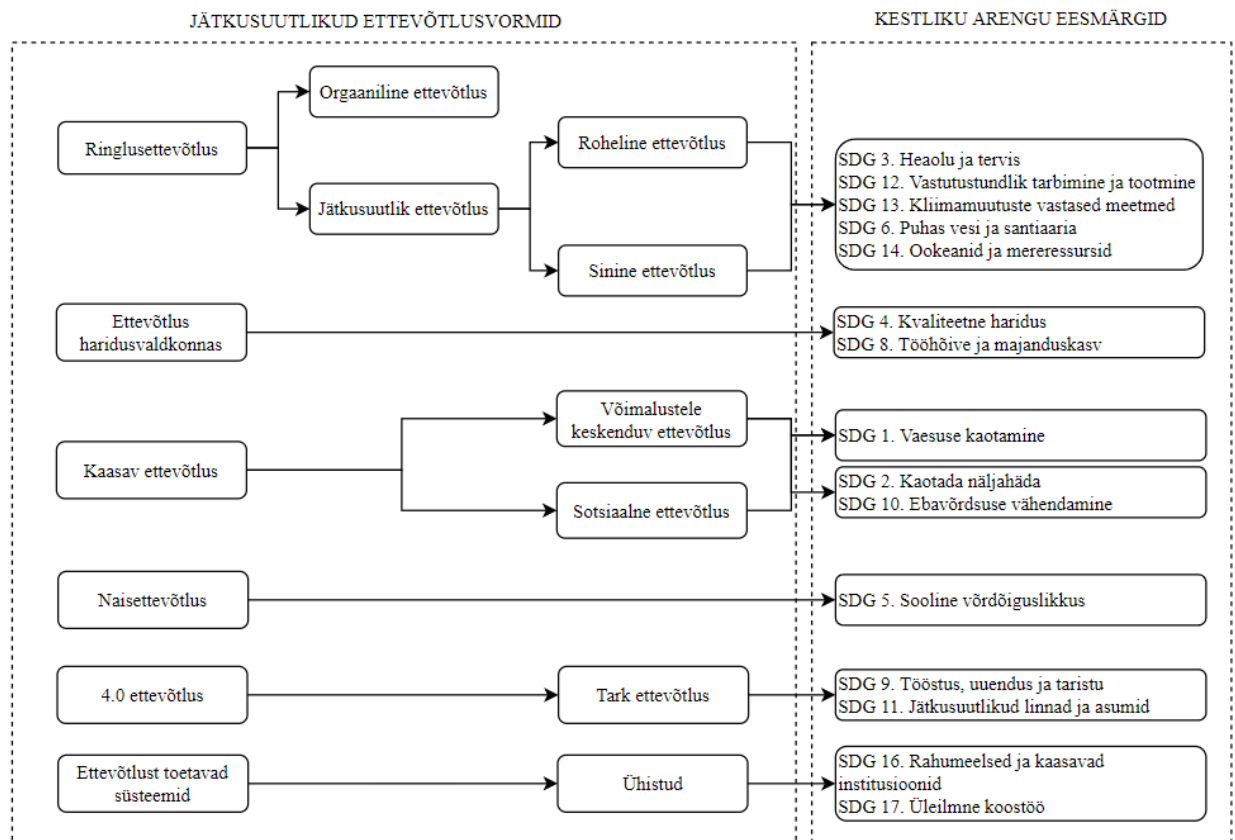 JÄTKUSUUTLIKUD ETTEVÕTLUSVORMID
KESTLIKU ARENGU EESMÄRGID
Orgaaniline ettevõtlus
Ringlusettevõtlus
Roheline ettevõtlus
Jätkusuutlik ettevõtlus
Sinine ettevõtlus
SDG 3. Heaolu ja tervis
SDG 12. Vastutustundlik tarbimine ja tootmine
SDG 13. Kliimamuutuste vastased meetmed
SDG 6. Puhas vesi ja santiaaria
SDG 14. Ookeanid ja mereressursid
Ettevõtlus
haridusvaldkonnas
SDG 4. Kvaliteetne haridus
SDG 8. Tööhõive ja majanduskasv
Kaasav ettevõtlus
Võimalustele
keskenduv ettevõtlus
Sotsiaalne ettevõtlus
SDG 1. Vaesuse kaotamine
SDG 2. Kaotada näljahäda
SDG 10. Ebavõrdsuse vähendamine
Naisettevõtlus
SDG 5. Sooline võrdõiguslikkus
4.0 ettevõtlus
Tark ettevõtlus
SDG 9. Tööstus, uuendus ja taristu
SDG 11. Jätkusuutlikud linnad ja asumid
Ettevõtlust toetavad
süsteemid
Ühistud
SDG 16. Rahumeelsed ja kaasavad
institusioonid
SDG 17. Üleilmne koostöö